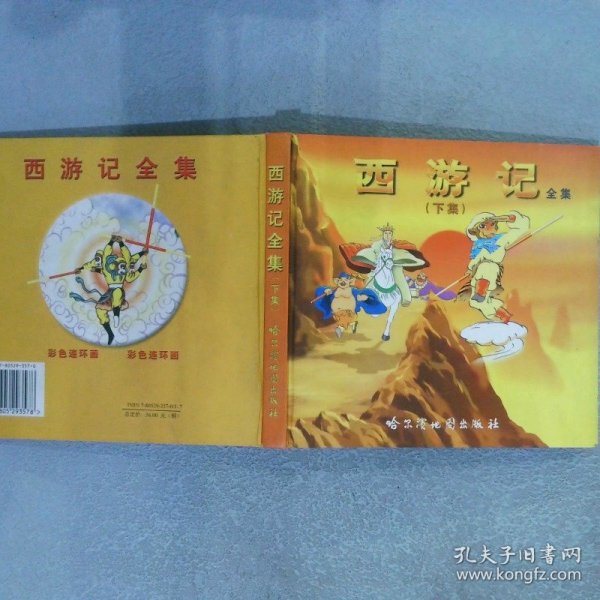 西游记全集
彩色连环画 彩色连环画
西游记全集(下集) 哈尔滨地图出版社
西游记 全集
(下集)
哈尔滨地图出版社
孔夫子旧书网
www.kongfz.com